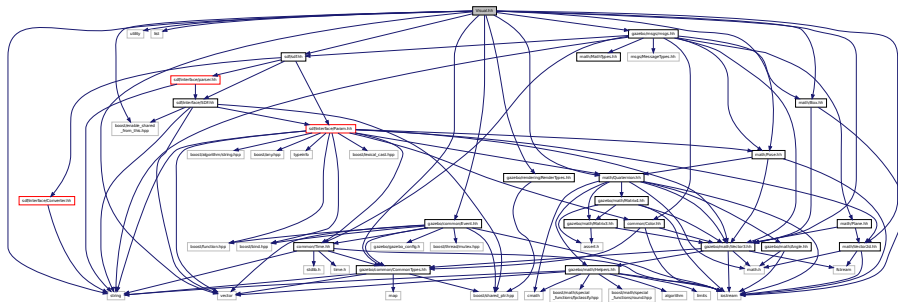 Visual.hh
utility
list
gazebo/msgs/msgs.hh
sdf/sdf.hh
math/MathTypes.hh
msgs/MessageTypes.hh
sdf/interface/parser.hh
sdf/interface/SDF.hh
math/Box.hh
boost/enable_shared
_from_this.hpp
sdf/interface/Param.hh
boost/algorithm/string.hpp
boost/any.hpp
typeinfo
boost/lexical_cast.hpp
math/Pose.hh
gazebo/rendering/RenderTypes.hh
math/Quaternion.hh
sdf/interface/Converter.hh
gazebo/math/Matrix4.hh
gazebo/common/Event.hh
gazebo/math/Matrix3.hh
common/Color.hh
math/Plane.hh
boost/function.hpp
boost/bind.hpp
common/Time.hh
gazebo/gazebo_config.h
boost/thread/mutex.hpp
assert.h
gazebo/math/Vector3.hh
gazebo/math/Angle.hh
math/Vector2d.hh
stdlib.h
time.h
gazebo/common/CommonTypes.hh
gazebo/math/Helpers.hh
math.h
fstream
string
vector
map
boost/shared_ptr.hpp
cmath
boost/math/special
_functions/fpclassify.hpp
boost/math/special
_functions/round.hpp
algorithm
limits
iostream